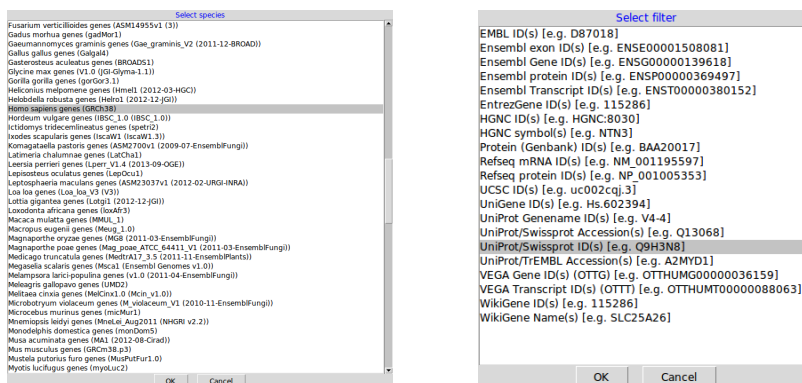 Select species
Fusarium verticillioides genes (ASM14955v1 (3))
Gadus morhua genes (gadMor1)
Gaeumannomyces graminis genes (Gae_graminis_V2 (2011-12-BROAD))
Gallus gallus genes (Galgal4)
Gasterosteus aculeatus genes (BROADS1)
Glycine max genes (V1.0 (JGI-Glyma-1.1))
Gorilla gorilla genes (gorGor3.1)
Heliconius melpomene genes (Hmel1 (2012-03-HGC))
Helobdella robusta genes (Helro1 (2012-12-JGI))
Homo sapiens genes (GRCh38)
Hordeum vulgare genes (IBSC_1.0 (IBSC_1.0))
Ictidomys tridecemlineatus genes (spetri2)
Ixodes scapularis genes (IscaW1 (IscaW1.3))
Komagataella pastoris genes (ASM2700v1 (2009-07-EnsemblFungi))
Latimeria chalumnae genes (LatCha1)
Leersia perrieri genes (Lperr_V1.4 (2013-09-OGE))
Lepisosteus oculatus genes (LepOcu1)
Leptosphaeria maculans genes (ASM23037v1 (2012-02-URGI-INRA))
Loa loa genes (Loa_loa_V3 (V3))
Lottia gigantea genes (Lotgi1 (2012-12-JGI))
Loxodonta africana genes (loxAfr3)
Macaca mulatta genes (MMUL_1)
Macropus eugenii genes (Meug_1.0)
Magnaporthe oryzae genes (MG8 (2011-03-EnsemblFungi))
Magnaporthe poae genes (Mag_poae_ATCC_64411_V1 (2011-03-EnsemblFungi))
Medicago truncatula genes (MedtrA17_3.5 (2011-11-EnsemblPlants))
Megaselia scalaris genes (Msca1 (Ensembl Genomes v1.0))
Melampsora larici-populina genes (v1.0 (2011-04-EnsemblFungi))
Meleagris gallopavo genes (UMD2)
Melitaea cinxia genes (MelCinx1.0 (Mcin_v1.0))
Microbotryum violaceum genes (M_violaceum_V1 (2010-11-EnsemblFungi))
Microcebus murinus genes (micMur1)
Mnemiopsis leidyi genes (MneLei_Aug2011 (NHGRI v2.2))
Monodelphis domestica genes (monDom5)
Musa acuminata genes (MA1 (2012-08-Cirad))
Mus musculus genes (GRCm38.p3)
Mustela putorius furo genes (MusPutFur1.0)
Myotis lucifugus genes (myoLuc2)
OK Cancel
Select filter
EMBL ID(s) [e.g. D87018]
Ensembl exon ID(s) [e.g. ENSE00001508081]
Ensembl Gene ID(s) [e.g. ENSG00000139618]
Ensembl protein ID(s) [e.g. ENSP00000369497]
Ensembl Transcript ID(s) [e.g. ENST00000380152]
EntrezGene ID(s) [e.g. 115286]
HGNC ID(s) [e.g. HGNC:8030]
HGNC symbol(s) [e.g. NTN3]
Protein (Genbank) ID(s) [e.g. BAA20017]
Refseq mRNA ID(s) [e.g. NM_001195597]
Refseq protein ID(s) [e.g. NP_001005353]
UCSC ID(s) [e.g. uc002cqj.3]
UniGene ID(s) [e.g. Hs.602394]
UniProt Genename ID(s) [e.g. V4-4]
UniProt/Swissprot Accession(s) [e.g. Q13068]
UniProt/Swissprot ID(s) [e.g. Q9H3N8]
UniProt/TrEMBL Accession(s) [e.g. A2MYD1]
VEGA Gene ID(s) (OTTG) [e.g. OTTHUMG00000036159]
VEGA Transcript ID(s) (OTTT) [e.g. OTTHUMT00000088063]
WikiGene ID(s) [e.g. 115286]
WikiGene Name(s) [e.g. SLC25A26]
OK Cancel